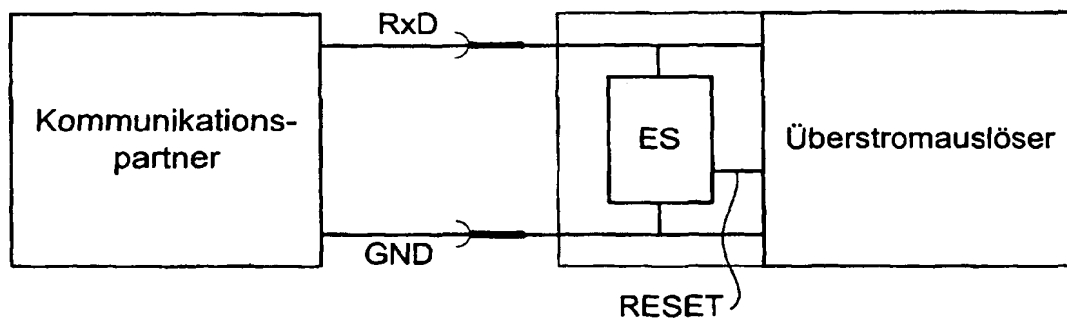 RxD
Kommunikations-
partner
ES
Überstromauslöser
GND
RESET